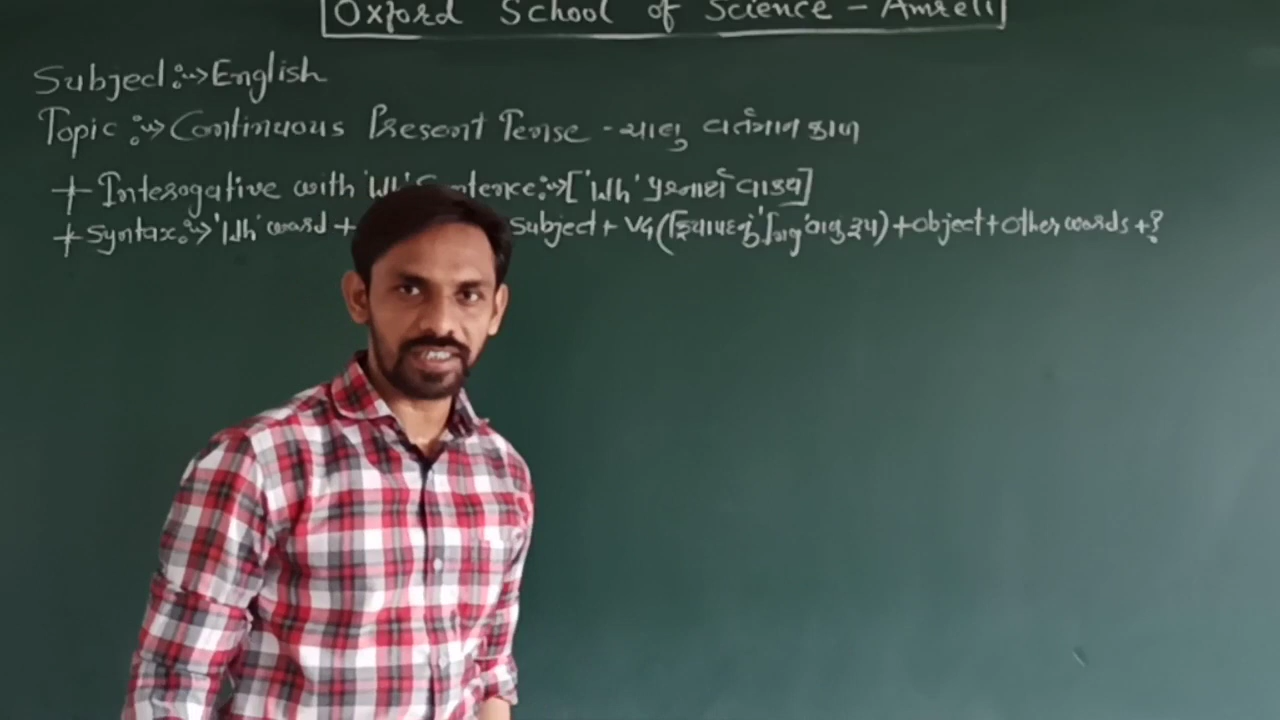 Oxford School of Science - Amreli
Subject :~> English
Topic :~> Continuous Present Tense - ચાલુ વર્તમાન કાળ
+ Interogative with 'Wh' Sentence :~> ['Wh' પ્રશ્નાર્થ વાક્ય]
+ Syntax :~> 'Wh' word + Subject + V4 (ક્રિયાપદનું 'ing' વાળુ રૂપ) + object + other words + ?